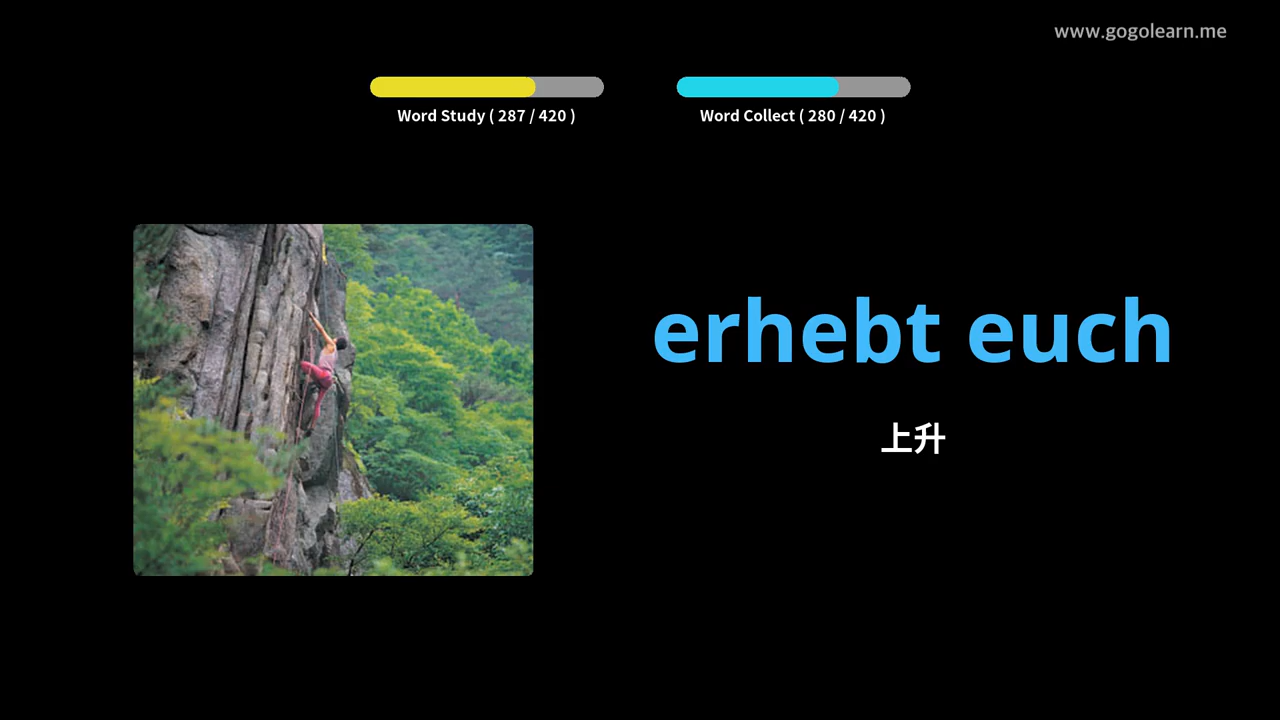 www.gogolearn.me
Word Study ( 287 / 420 )
Word Collect ( 280 / 420 )
erhebt euch
上升